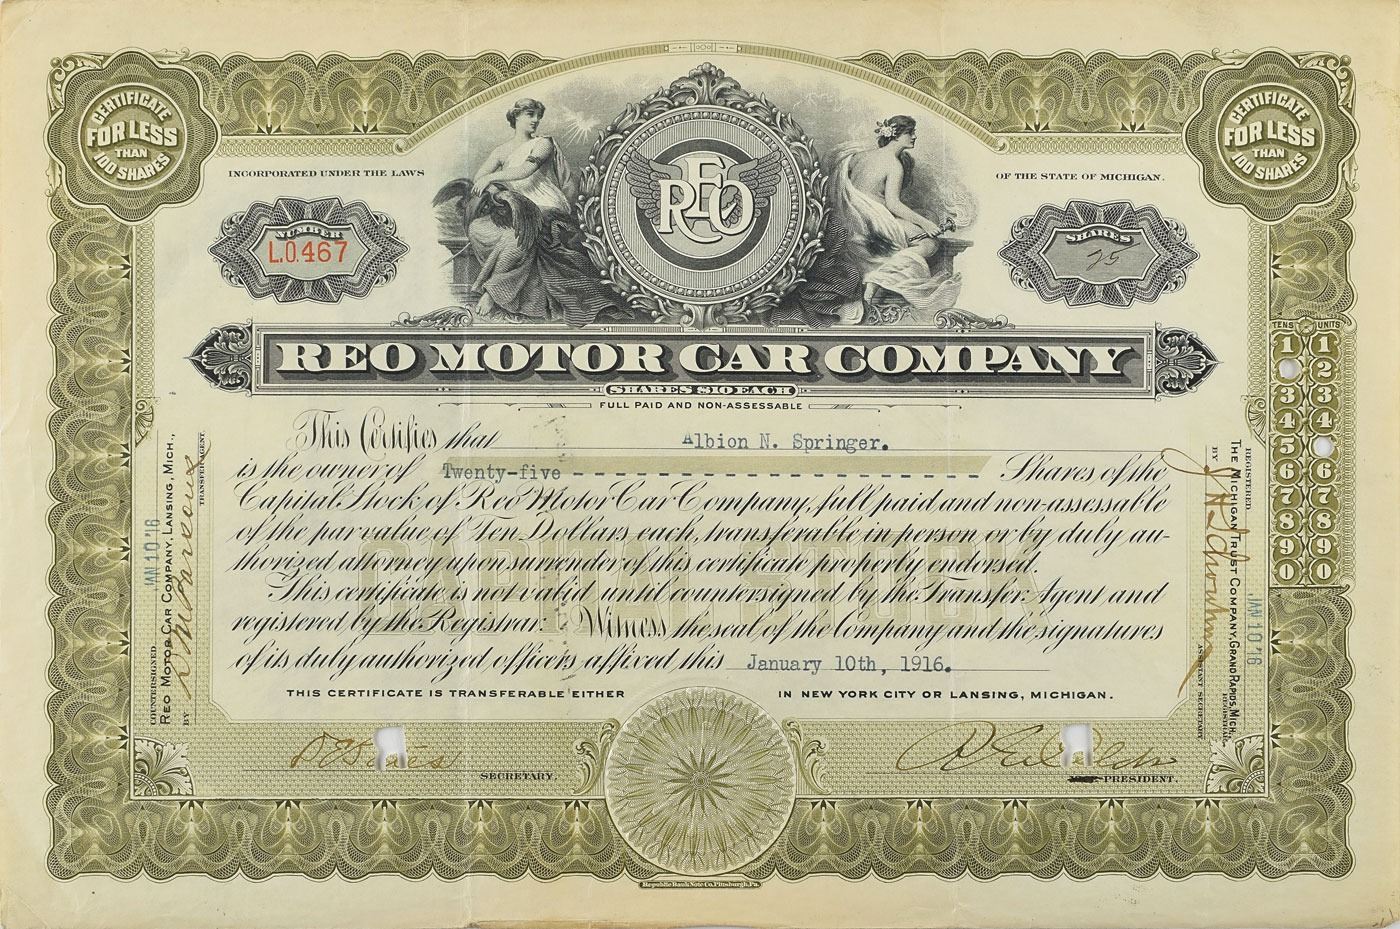 CERTIFICATE
FOR LESS
THAN
100 SHARES
CERTIFICATE
FOR LESS
THAN
100 SHARES
INCORPORATED UNDER THE LAWS
OF THE STATE OF MICHIGAN.
NUMBER
L.0.467
REO
SHARES
25
REO MOTOR CAR COMPANY
SHARES $10 EACH
FULL PAID AND NON-ASSESSABLE
This Certifies that Albion N. Springer.
is the owner of Twenty-five - - - - - - - - - - - - - - - - - - - - Shares of the
Capital Stock of Reo Motor Car Company, full paid and non-assessable
of the par value of Ten Dollars each, transferable in person or by duly au-
thorized attorney upon surrender of this certificate properly endorsed.
This certificate is not valid until countersigned by the Transfer Agent and
registered by the Registrar. Witness the seal of the Company and the signatures
of its duly authorized officers affixed this January 10th, 1916.
CAPITAL STOCK
THIS CERTIFICATE IS TRANSFERABLE EITHER IN NEW YORK CITY OR LANSING, MICHIGAN.
SECRETARY.
PRESIDENT.
Republic Bank Note Co. Pittsburgh, Pa.
COUNTERSIGNED
REO MOTOR CAR COMPANY, LANSING, MICH.,
BY
TRANSFER AGENT.
JAN 10 '16
REGISTERED
THE MICHIGAN TRUST COMPANY, GRAND RAPIDS, MICH.
REGISTRAR.
BY
ASSISTANT SECRETARY
JAN 10 16
TENS UNITS
1 1
2
3 3
4 4
5
6 6
7 7
8 8
9 9
0 0